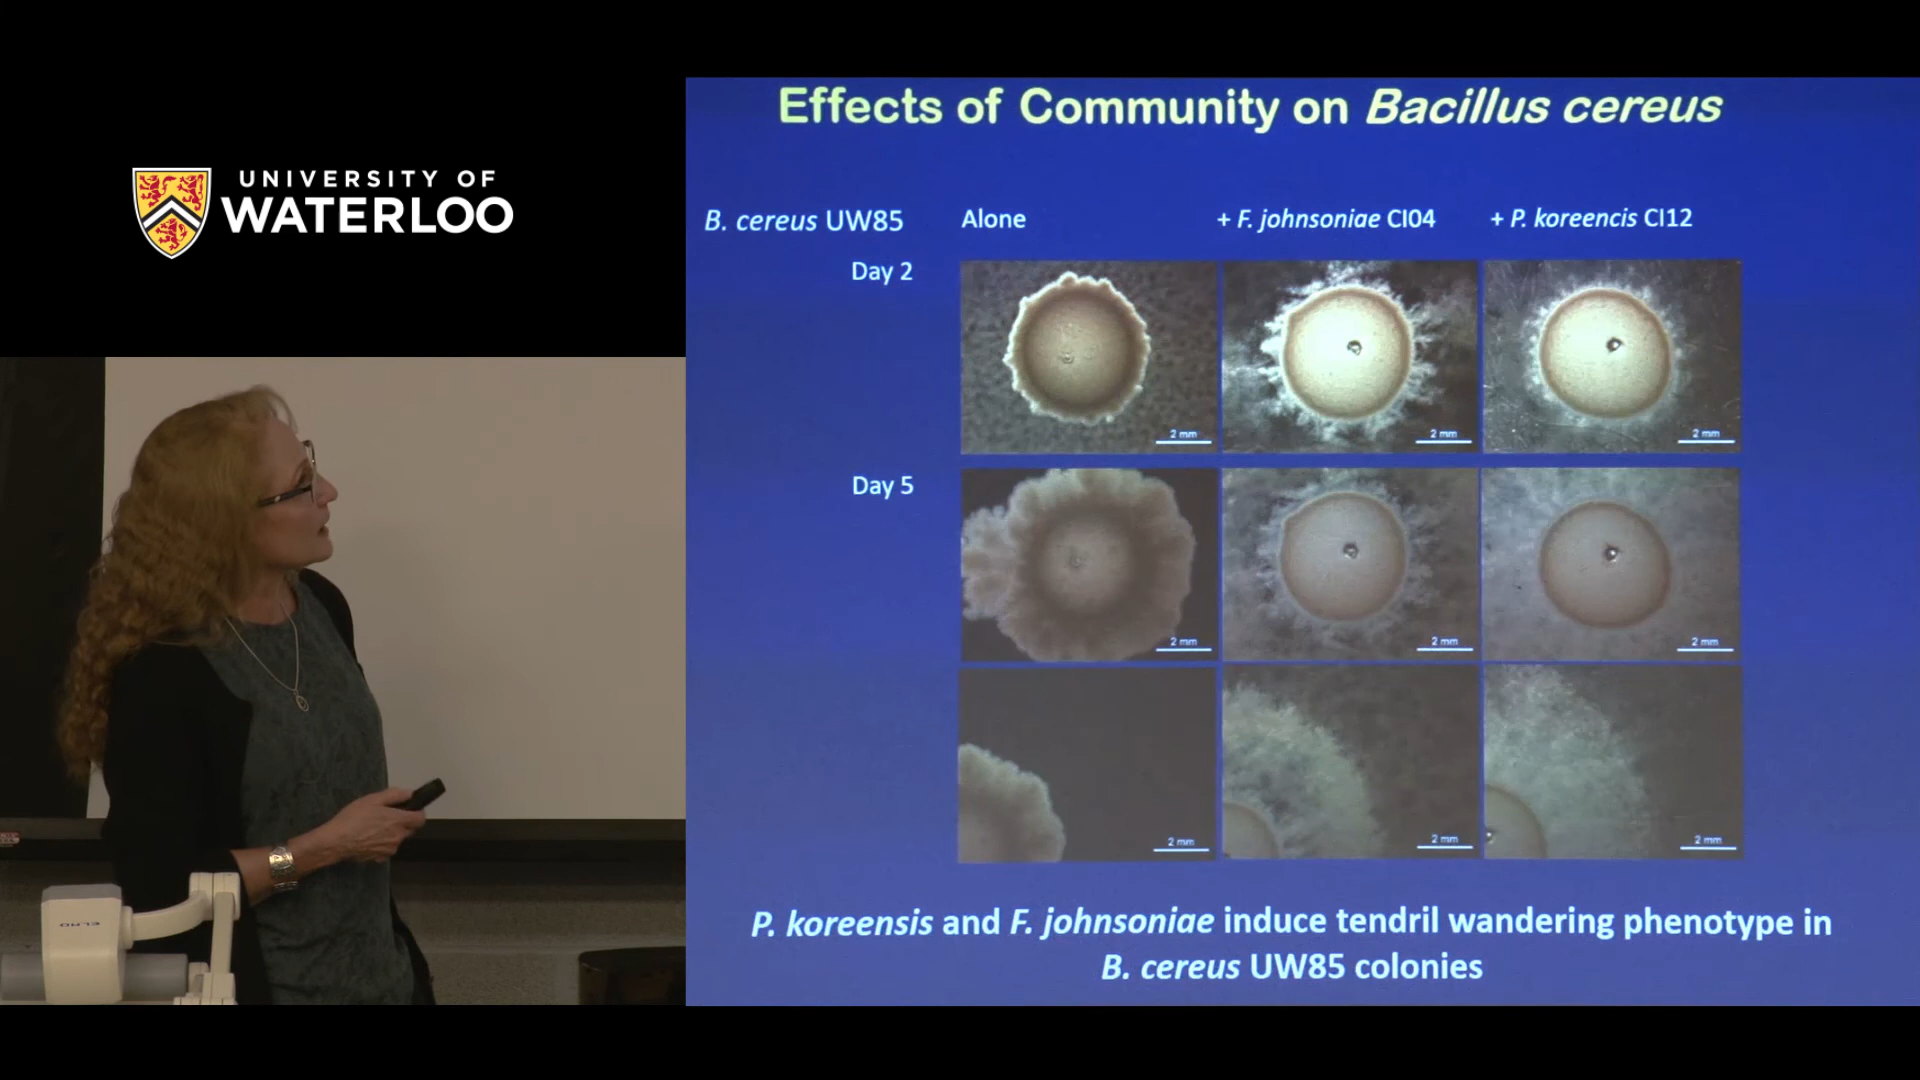 UNIVERSITY OF
WATERLOO
Effects of Community on Bacillus cereus
B. cereus UW85 Alone + F. johnsoniae CI04 + P. koreencis CI12
Day 2
2 mm 2 mm 2 mm
Day 5
2 mm 2 mm 2 mm
2 mm 2 mm 2 mm
P. koreensis and F. johnsoniae induce tendril wandering phenotype in
B. cereus UW85 colonies
ELMO